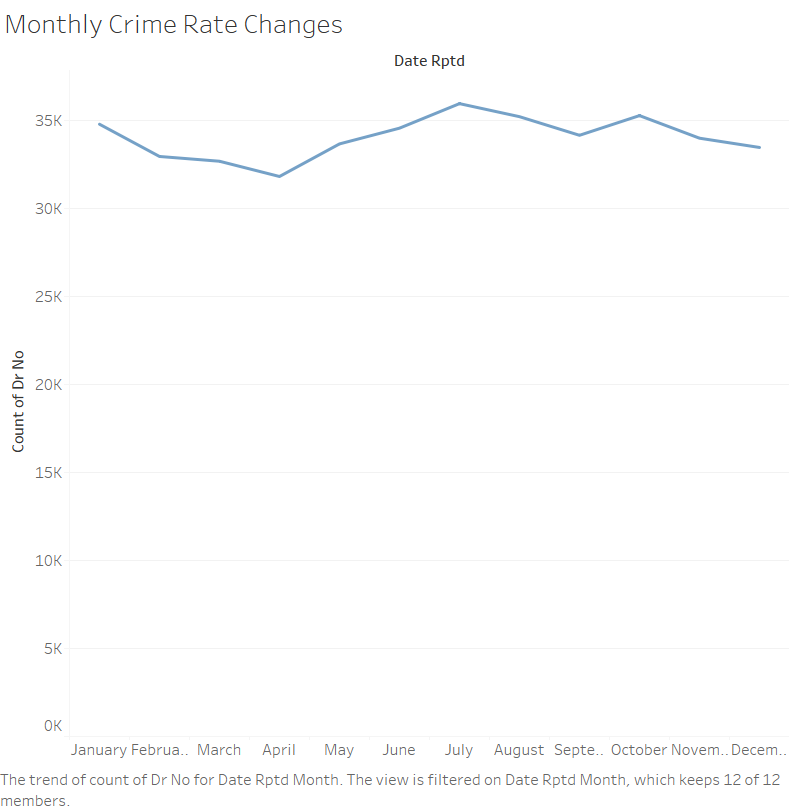 Monthly Crime Rate Changes
Date Rptd
35K
30K
25K
20K
15K
10K
5K
0K
Count of Dr No
January Februa.. March April May June July August Septe.. October Novem.. Decem..
The trend of count of Dr No for Date Rptd Month. The view is filtered on Date Rptd Month, which keeps 12 of 12
members.